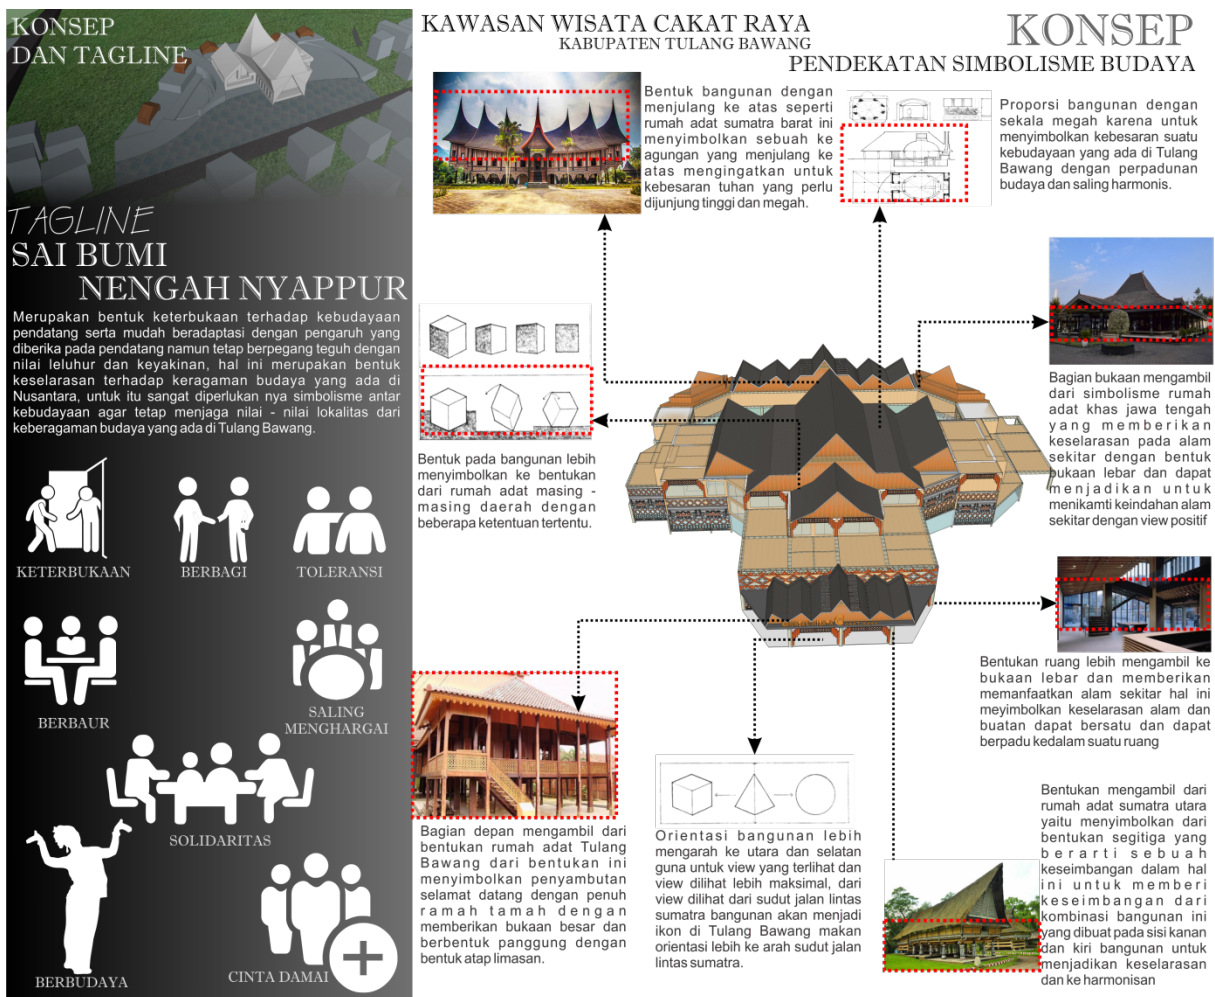 KONSEP
DAN TAGLINE
TAGLINE
SAI BUMI
NENGAH NYAPPUR
Merupakan bentuk keterbukaan terhadap kebudayaan
pendatang serta mudah beradaptasi dengan pengaruh yang
diberika pada pendatang namun tetap berpegang teguh dengan
nilai leluhur dan keyakinan, hal ini merupakan bentuk
keselarasan terhadap keragaman budaya yang ada di
Nusantara, untuk itu sangat diperlukan nya simbolisme antar
kebudayaan agar tetap menjaga nilai - nilai lokalitas dari
keberagaman budaya yang ada di Tulang Bawang.
KETERBUKAAN
BERBAGI
TOLERANSI
BERBAUR
SALING
MENGHARGAI
SOLIDARITAS
BERBUDAYA
CINTA DAMAI
KAWASAN WISATA CAKAT RAYA
KABUPATEN TULANG BAWANG
KONSEP
PENDEKATAN SIMBOLISME BUDAYA
Bentuk bangunan dengan
menjulang ke atas seperti
rumah adat sumatra barat ini
menyimbolkan sebuah ke
agungan yang menjulang ke
atas mengingatkan untuk
kebesaran tuhan yang perlu
dijunjung tinggi dan megah.
Proporsi bangunan dengan
sekala megah karena untuk
menyimbolkan kebesaran suatu
kebudayaan yang ada di Tulang
Bawang dengan perpadunan
budaya dan saling harmonis.
Bentuk pada bangunan lebih
menyimbolkan ke bentukan
dari rumah adat masing -
masing daerah dengan
beberapa ketentuan tertentu.
Bagian bukaan mengambil
dari simbolisme rumah
adat khas jawa tengah
yang memberikan
keselarasan pada alam
sekitar dengan bentuk
bukaan lebar dan dapat
menjadikan untuk
menikamti keindahan alam
sekitar dengan view positif
Bentukan ruang lebih mengambil ke
bukaan lebar dan memberikan
memanfaatkan alam sekitar hal ini
meyimbolkan keselarasan alam dan
buatan dapat bersatu dan dapat
berpadu kedalam suatu ruang
Bagian depan mengambil dari
bentukan rumah adat Tulang
Bawang dari bentukan ini
menyimbolkan penyambutan
selamat datang dengan penuh
ramah tamah dengan
memberikan bukaan besar dan
berbentuk panggung dengan
bentuk atap limasan.
Orientasi bangunan lebih
mengarah ke utara dan selatan
guna untuk view yang terlihat dan
view dilihat lebih maksimal, dari
view dilihat dari sudut jalan lintas
sumatra bangunan akan menjadi
ikon di Tulang Bawang makan
orientasi lebih ke arah sudut jalan
lintas sumatra.
Bentukan mengambil dari
rumah adat sumatra utara
yaitu menyimbolkan dari
bentukan segitiga yang
berarti sebuah
keseimbangan dalam hal
ini untuk memberi
keseimbangan dari
kombinasi bangunan ini
yang dibuat pada sisi kanan
dan kiri bangunan untuk
menjadikan keselarasan
dan ke harmonisan